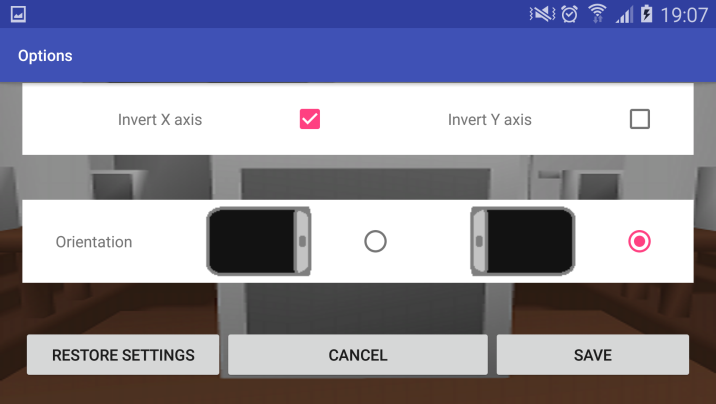 19:07
Options
Invert X axis
Invert Y axis
Orientation
RESTORE SETTINGS
CANCEL
SAVE